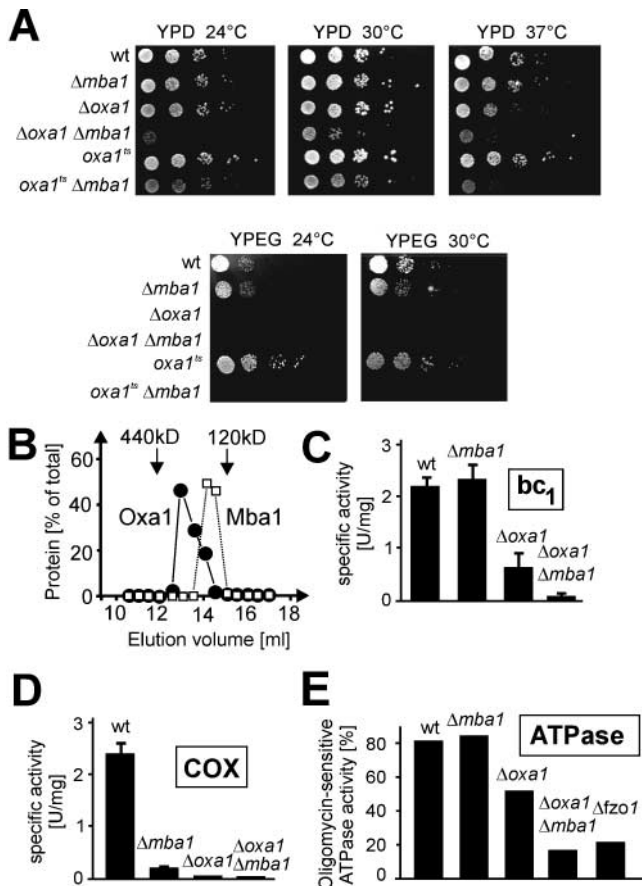 A
YPD 24°C YPD 30°C YPD 37°C
wt
Δmba1
Δoxa1
Δoxa1 Δmba1
oxa1ts
oxa1ts Δmba1
YPEG 24°C YPEG 30°C
wt
Δmba1
Δoxa1
Δoxa1 Δmba1
oxa1ts
oxa1ts Δmba1
B
440kD 120kD
Protein [% of total]
40
20
0
Oxa1 Mba1
10 12 14 16 18
Elution volume [ml]
C
specific activity
[U/mg]
3
2
1
0
wt Δmba1 Δoxa1 Δoxa1
Δmba1
bc1
D
specific activity
[U/mg]
3
2
1
0
wt Δmba1 Δoxa1 Δoxa1
Δmba1
COX
E
Oligomycin-sensitive
ATPase activity [%]
80
60
40
20
0
wt Δmba1 Δoxa1 Δoxa1
Δmba1 Δfzo1
ATPase